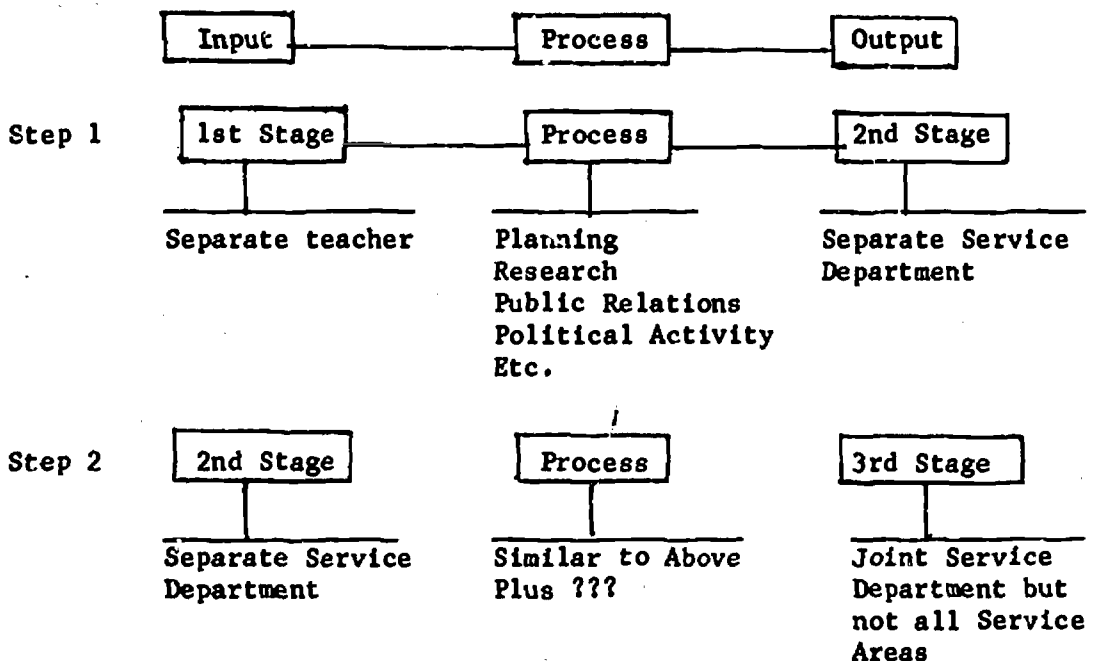 Input Process Output
Step 1 1st Stage Process 2nd Stage
Separate teacher Planning Separate Service
Research Department
Public Relations
Political Activity
Etc.
Step 2 2nd Stage Process 3rd Stage
Separate Service Similar to Above Joint Service
Department Plus ??? Department but
not all Service
Areas